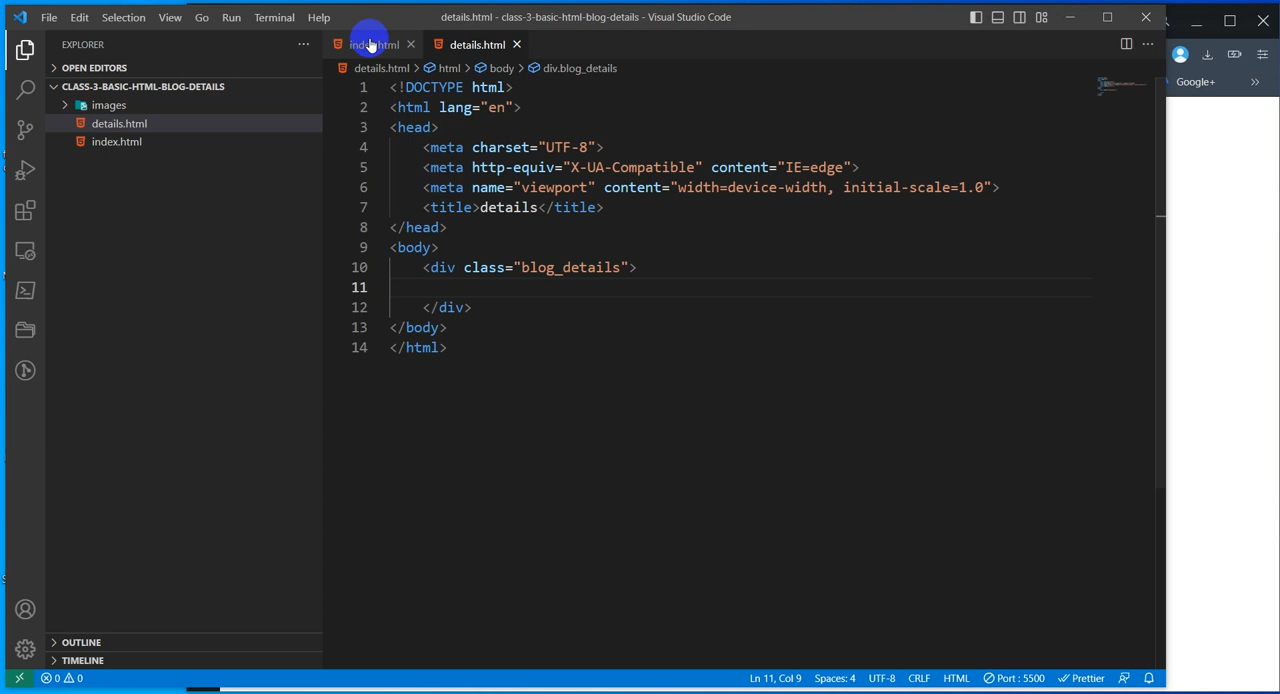 File Edit Selection View Go Run Terminal Help
details.html - class-3-basic-html-blog-details - Visual Studio Code
EXPLORER
OPEN EDITORS
CLASS-3-BASIC-HTML-BLOG-DETAILS
images
details.html
index.html
OUTLINE
TIMELINE
index.html details.html
details.html > html > body > div.blog_details
1 <!DOCTYPE html>
2 <html lang="en">
3 <head>
4 <meta charset="UTF-8">
5 <meta http-equiv="X-UA-Compatible" content="IE=edge">
6 <meta name="viewport" content="width=device-width, initial-scale=1.0">
7 <title>details</title>
8 </head>
9 <body>
10 <div class="blog_details">
11
12 </div>
13 </body>
14 </html>
Google+
0 0
Ln 11, Col 9 Spaces: 4 UTF-8 CRLF HTML Port : 5500 Prettier